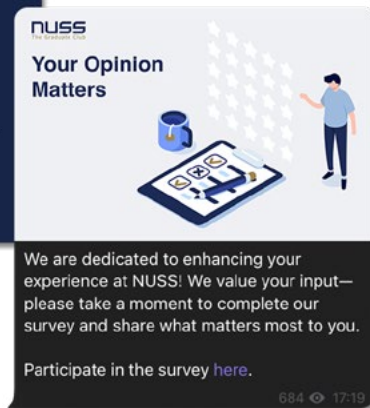 NUSS
The Graduate Club
Your Opinion
Matters
We are dedicated to enhancing your
experience at NUSS! We value your input—
please take a moment to complete our
survey and share what matters most to you.
Participate in the survey here.
684 17:19